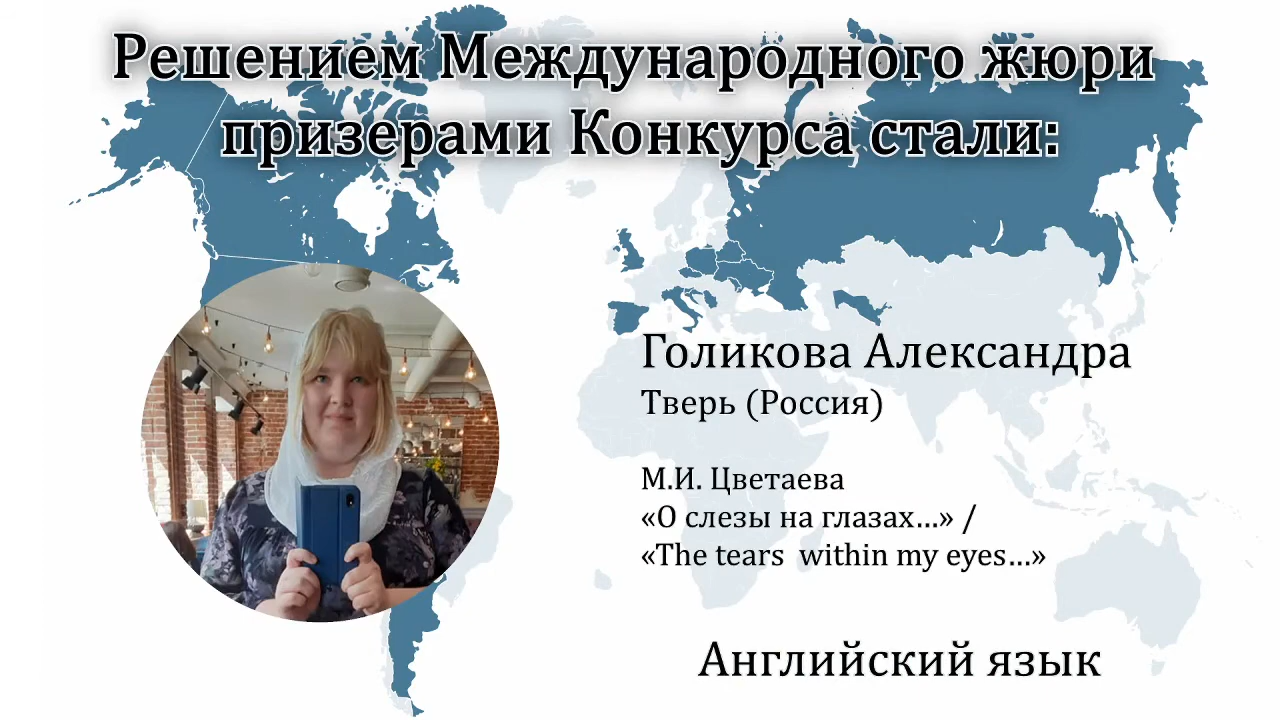 Решением Международного жюри
призерами Конкурса стали:
Голикова Александра
Тверь (Россия)
М.И. Цветаева
«О слезы на глазах...» /
«The tears within my eyes...»
Английский язык